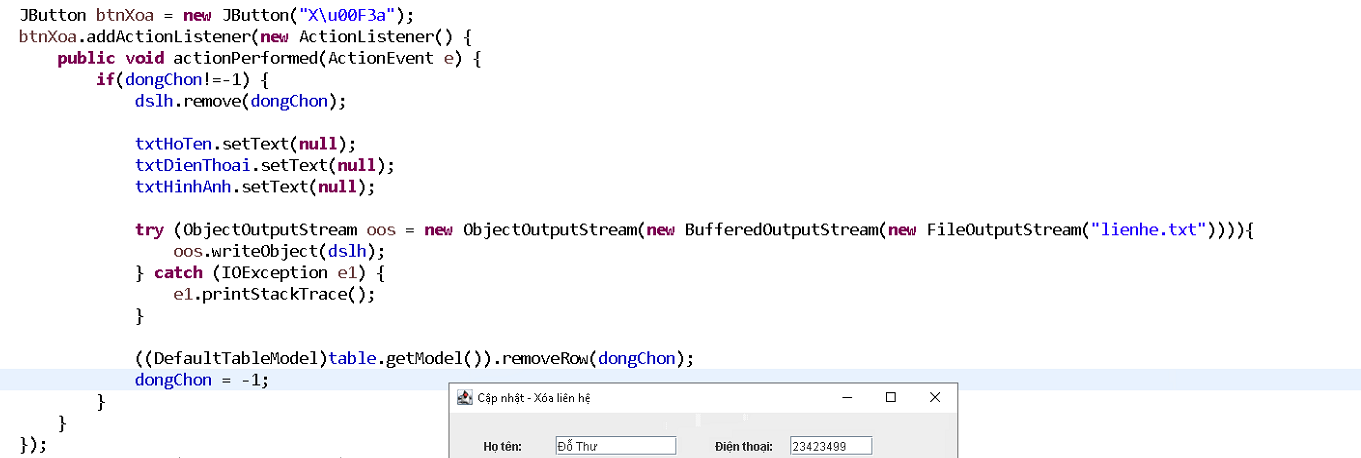 JButton btnXoa = new JButton("X\u00F3a");
btnXoa.addActionListener(new ActionListener() {
public void actionPerformed(ActionEvent e) {
if(dongChon!=-1) {
dslh.remove(dongChon);
txtHoTen.setText(null);
txtDienThoai.setText(null);
txtHinhAnh.setText(null);
try (ObjectOutputStream oos = new ObjectOutputStream(new BufferedOutputStream(new FileOutputStream("lienhe.txt")))){
oos.writeObject(dslh);
} catch (IOException e1) {
e1.printStackTrace();
}
((DefaultTableModel)table.getModel()).removeRow(dongChon);
dongChon = -1;
}
}
});
Cập nhật - Xóa liên hệ
Họ tên: Đỗ Thư Điện thoại: 23423499